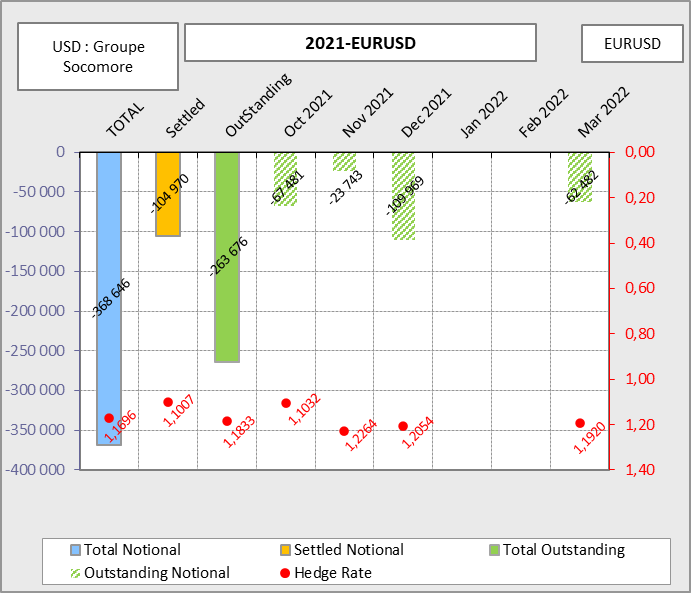 USD : Groupe
Socomore
2021-EURUSD
EURUSD
TOTAL
Settled
OutStanding
Oct 2021
Nov 2021
Dec 2021
Jan 2022
Feb 2022
Mar 2022
0
-50 000
-100 000
-150 000
-200 000
-250 000
-300 000
-350 000
-400 000
0,00
0,20
0,40
0,60
0,80
1,00
1,20
1,40
-368 646
-104 970
-263 676
-67 481
-23 743
-109 969
-62 482
1,1696
1,1007
1,1833
1,1032
1,2264
1,2054
1,1920
Total Notional
Settled Notional
Total Outstanding
Outstanding Notional
Hedge Rate